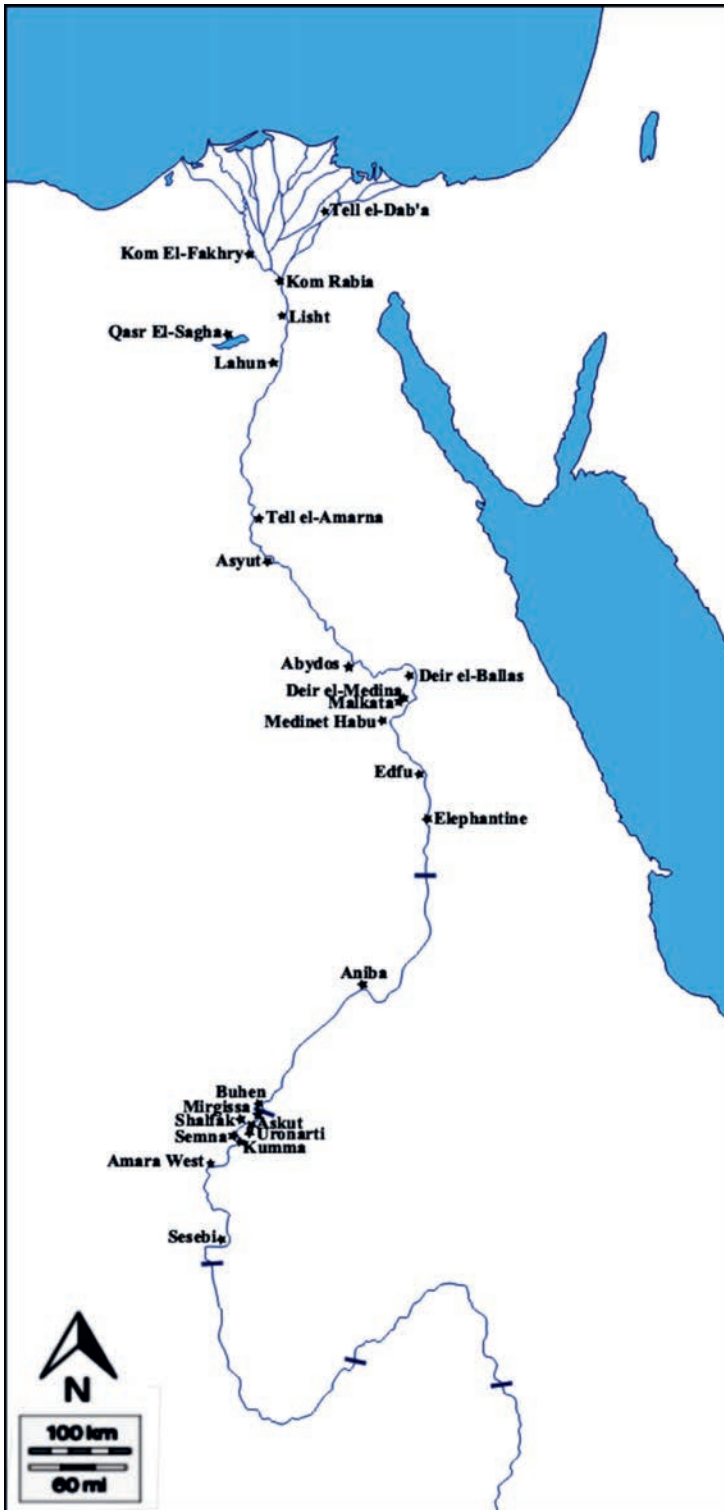 Tell el-Dab'a
Kom El-Fakhry
Kom Rabia
Lisht
Qasr El-Sagha
Lahun
Tell el-Amarna
Asyut
Abydos
Deir el-Ballas
Deir el-Medina
Malkata
Medinet Habu
Edfu
Elephantine
Aniba
Buhen
Mirgissa
Shalfak
Askut
Uronarti
Semna
Kumma
Amara West
Sesebi
N
100 km
60 mi